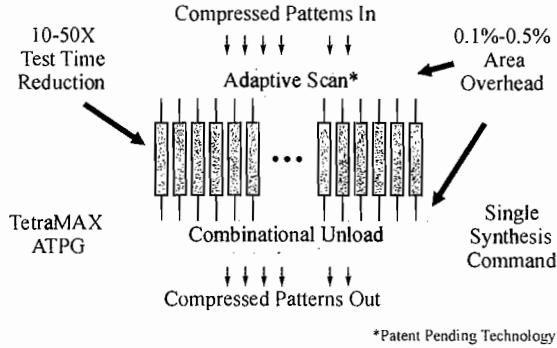 Compressed Patterns In
10-50X
Test Time
Reduction
0.1%-0.5%
Area
Overhead
Adaptive Scan*
TetraMAX
ATPG
Combinational Unload
Single
Synthesis
Command
Compressed Patterns Out
*Patent Pending Technology